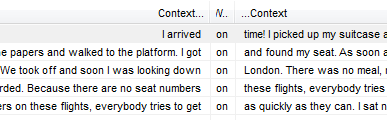 Context... W.. ...Context
I arrived on time! I picked up my suitcase a
he papers and walked to the platform. I got on and found my seat. As soon a
We took off and soon I was looking down on London. There was no meal, r
rded. Because there are no seat numbers on these flights, everybody tries
ers on these flights, everybody tries to get on as quickly as they can. I sat n